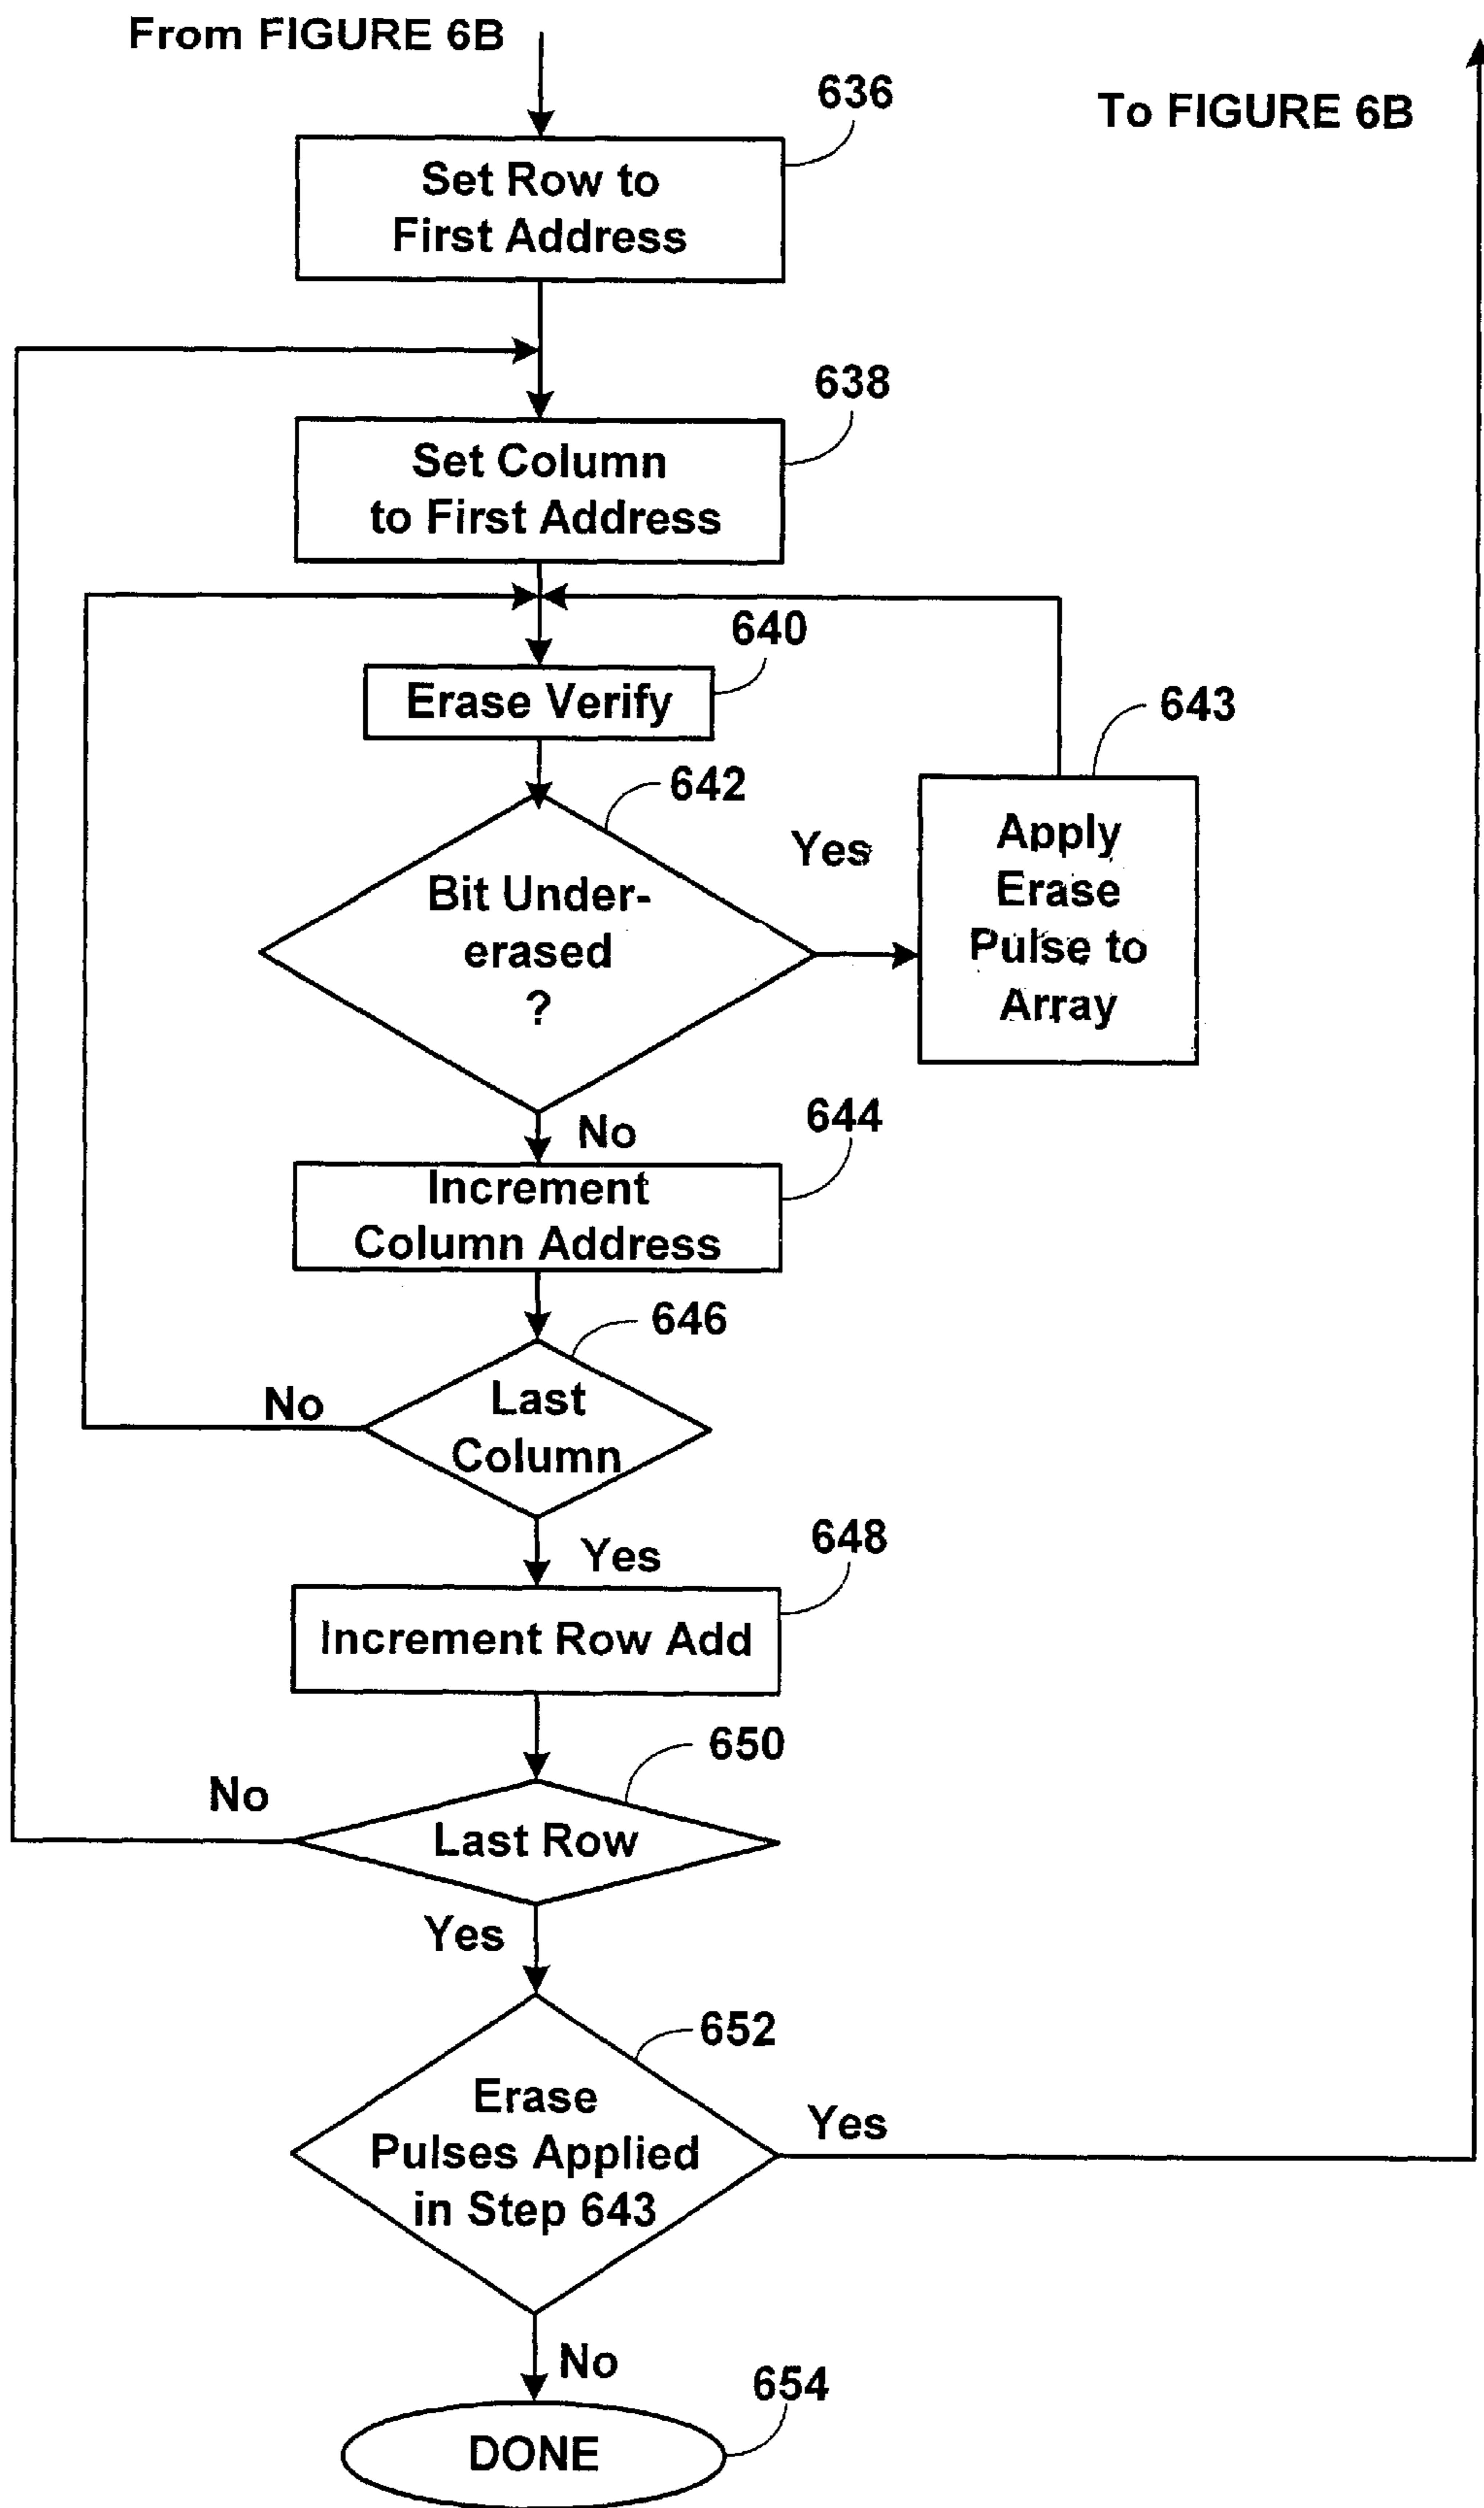 From FIGURE 6B
To FIGURE 6B
636
Set Row to
First Address
638
Set Column
to First Address
640
Erase Verify
643
642
Yes
Apply
Erase
Pulse to
Array
Bit Under-
erased
?
No
644
Increment
Column Address
646
No
Last
Column
Yes
648
Increment Row Add
650
No
Last Row
Yes
652
Erase
Pulses Applied
in Step 643
Yes
No
654
DONE